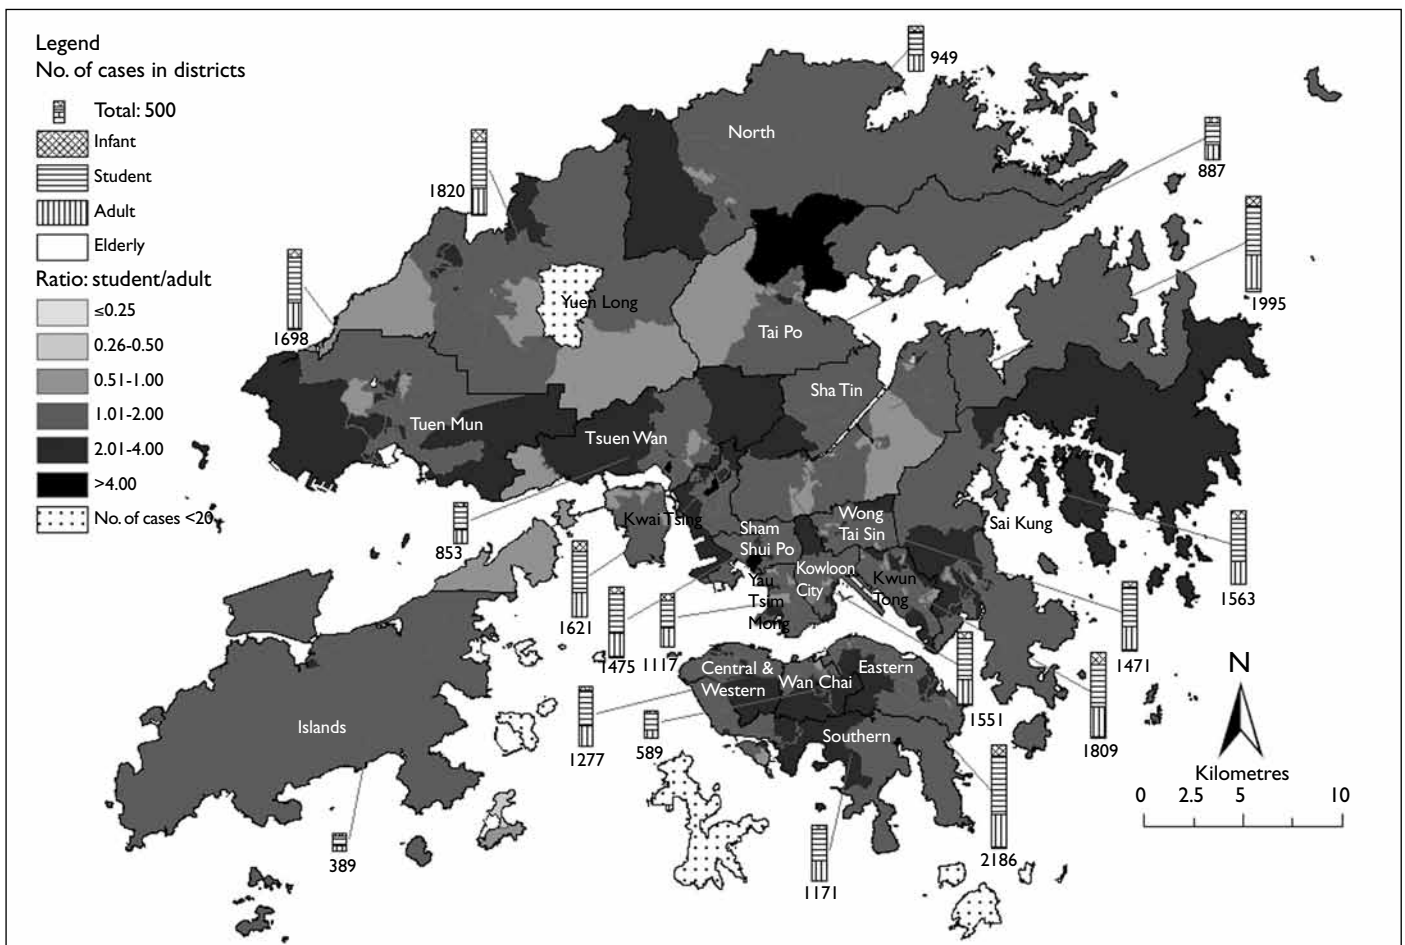 Legend
No. of cases in districts
Total: 500
Infant
Student
Adult
Elderly
Ratio: student/adult
≤0.25
0.26-0.50
0.51-1.00
1.01-2.00
2.01-4.00
>4.00
No. of cases <20
949
North
887
1820
1995
Yuen Long
1698
Tai Po
Sha Tin
Tuen Mun
Tsuen Wan
853
Kwai Tsing
Sham
Shui Po
Wong
Tai Sin
Sai Kung
Kowloon
City
Kwun
Tong
Yau
Tsim
Mong
1563
1621
1475
1117
1471
Central &
Western
Wan Chai
Eastern
1551
1809
Islands
1277
589
Southern
389
1171
2186
N
Kilometres
0 2.5 5 10